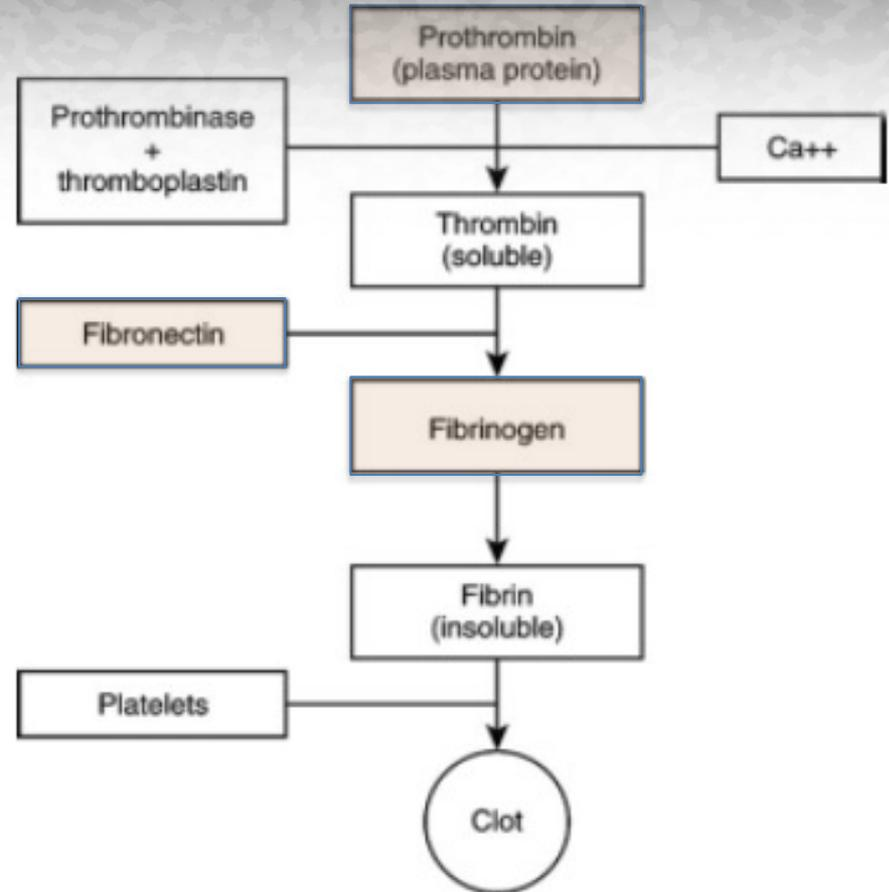 Prothrombin
(plasma protein)
Prothrombinase
+
thromboplastin
Ca++
Thrombin
(soluble)
Fibronectin
Fibrinogen
Fibrin
(insoluble)
Platelets
Clot